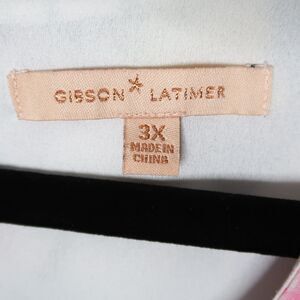 GIBSON LATIMER
3X
MADE IN
CHINA